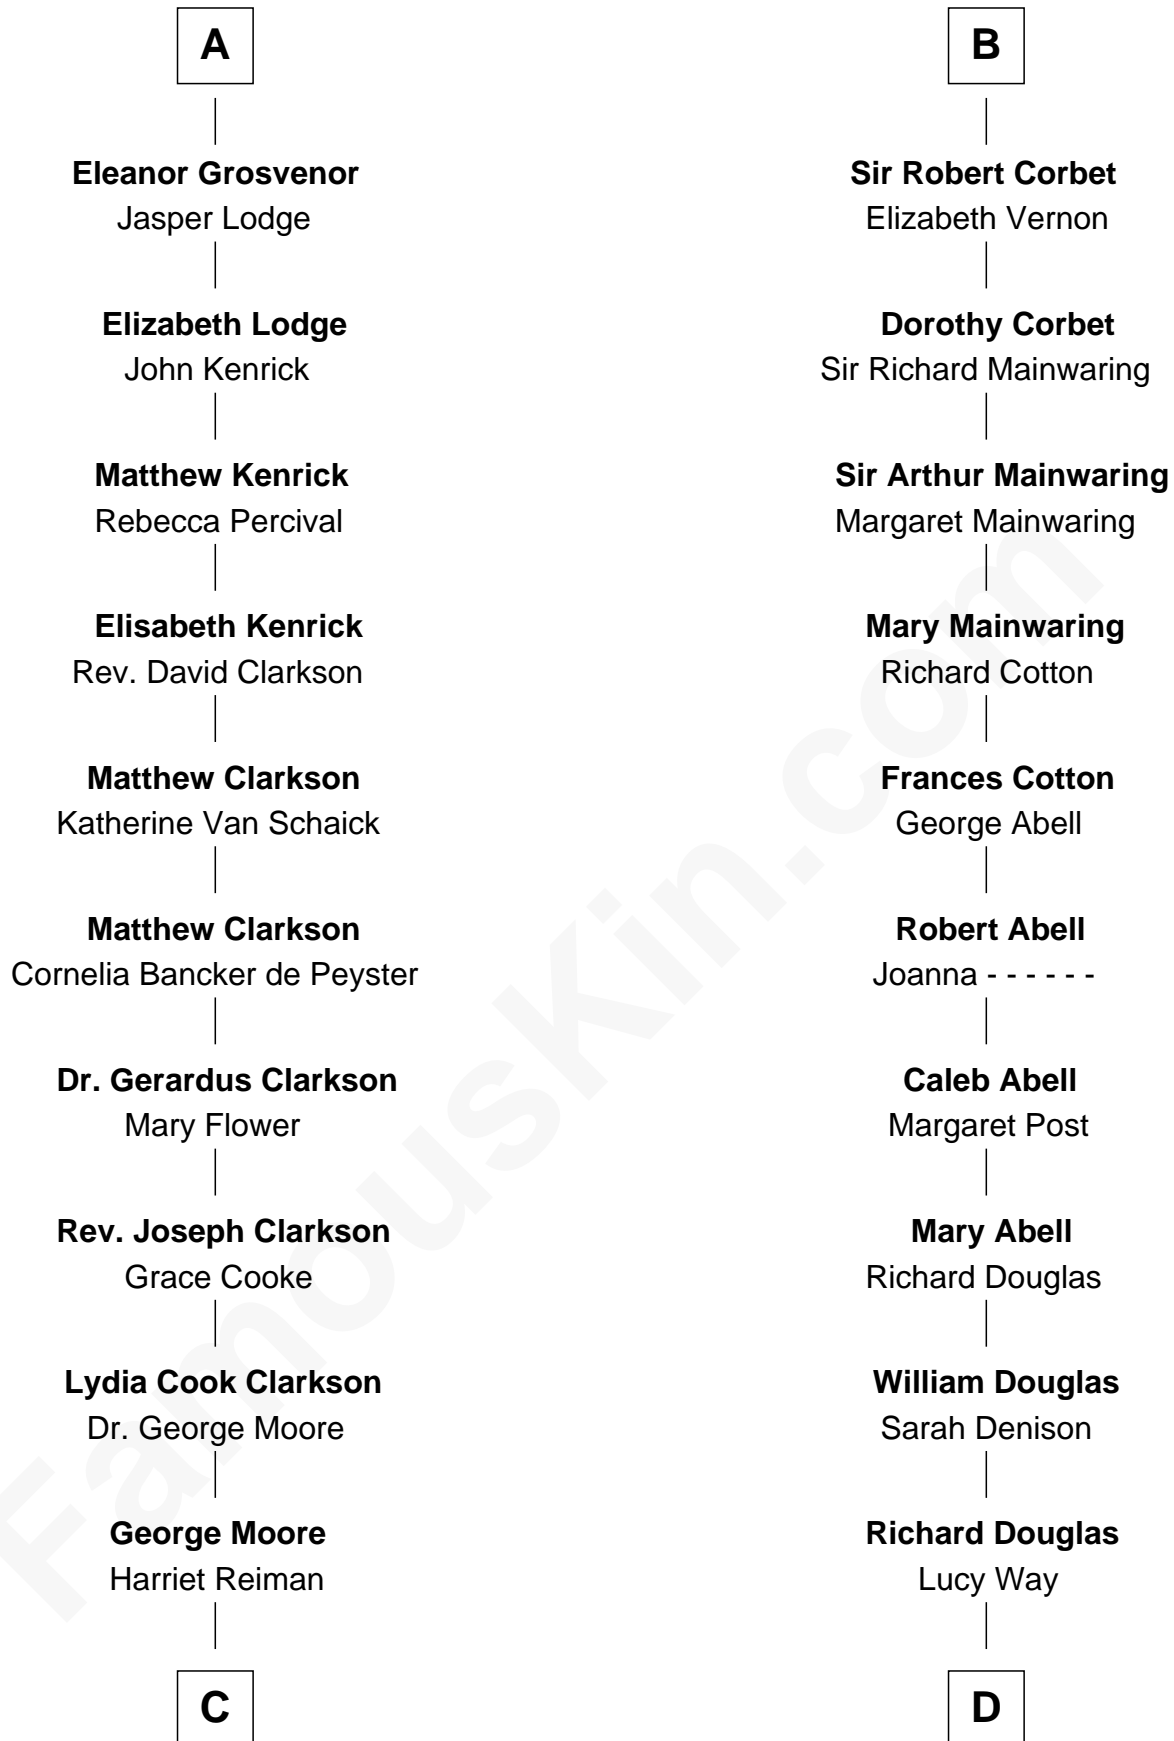 A
Eleanor Grosvenor
Jasper Lodge
Elizabeth Lodge
John Kenrick
Matthew Kenrick
Rebecca Percival
Elisabeth Kenrick
Rev. David Clarkson
Matthew Clarkson
Katherine Van Schaick
Matthew Clarkson
Cornelia Bancker de Peyster
Dr. Gerardus Clarkson
Mary Flower
Rev. Joseph Clarkson
Grace Cooke
Lydia Cook Clarkson
Dr. George Moore
George Moore
Harriet Reiman
C
B
Sir Robert Corbet
Elizabeth Vernon
Dorothy Corbet
Sir Richard Mainwaring
Sir Arthur Mainwaring
Margaret Mainwaring
Mary Mainwaring
Richard Cotton
Frances Cotton
George Abell
Robert Abell
Joanna - - - - - -
Caleb Abell
Margaret Post
Mary Abell
Richard Douglas
William Douglas
Sarah Denison
Richard Douglas
Lucy Way
D
FamousKin.com